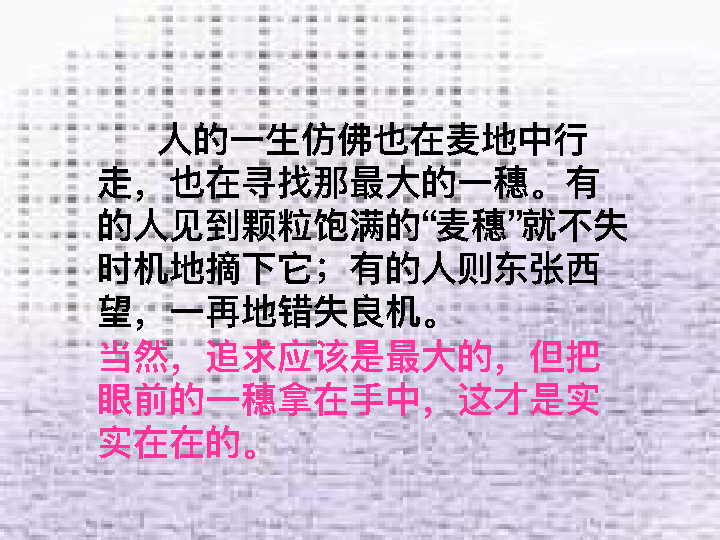 人的一生仿佛也在麦地中行
走，也在寻找那最大的一穗。有
的人见到颗粒饱满的“麦穗”就不失
时机地摘下它；有的人则东张西
望，一再地错失良机。
当然，追求应该是最大的，但把
眼前的一穗拿在手中，这才是实
实在在的。